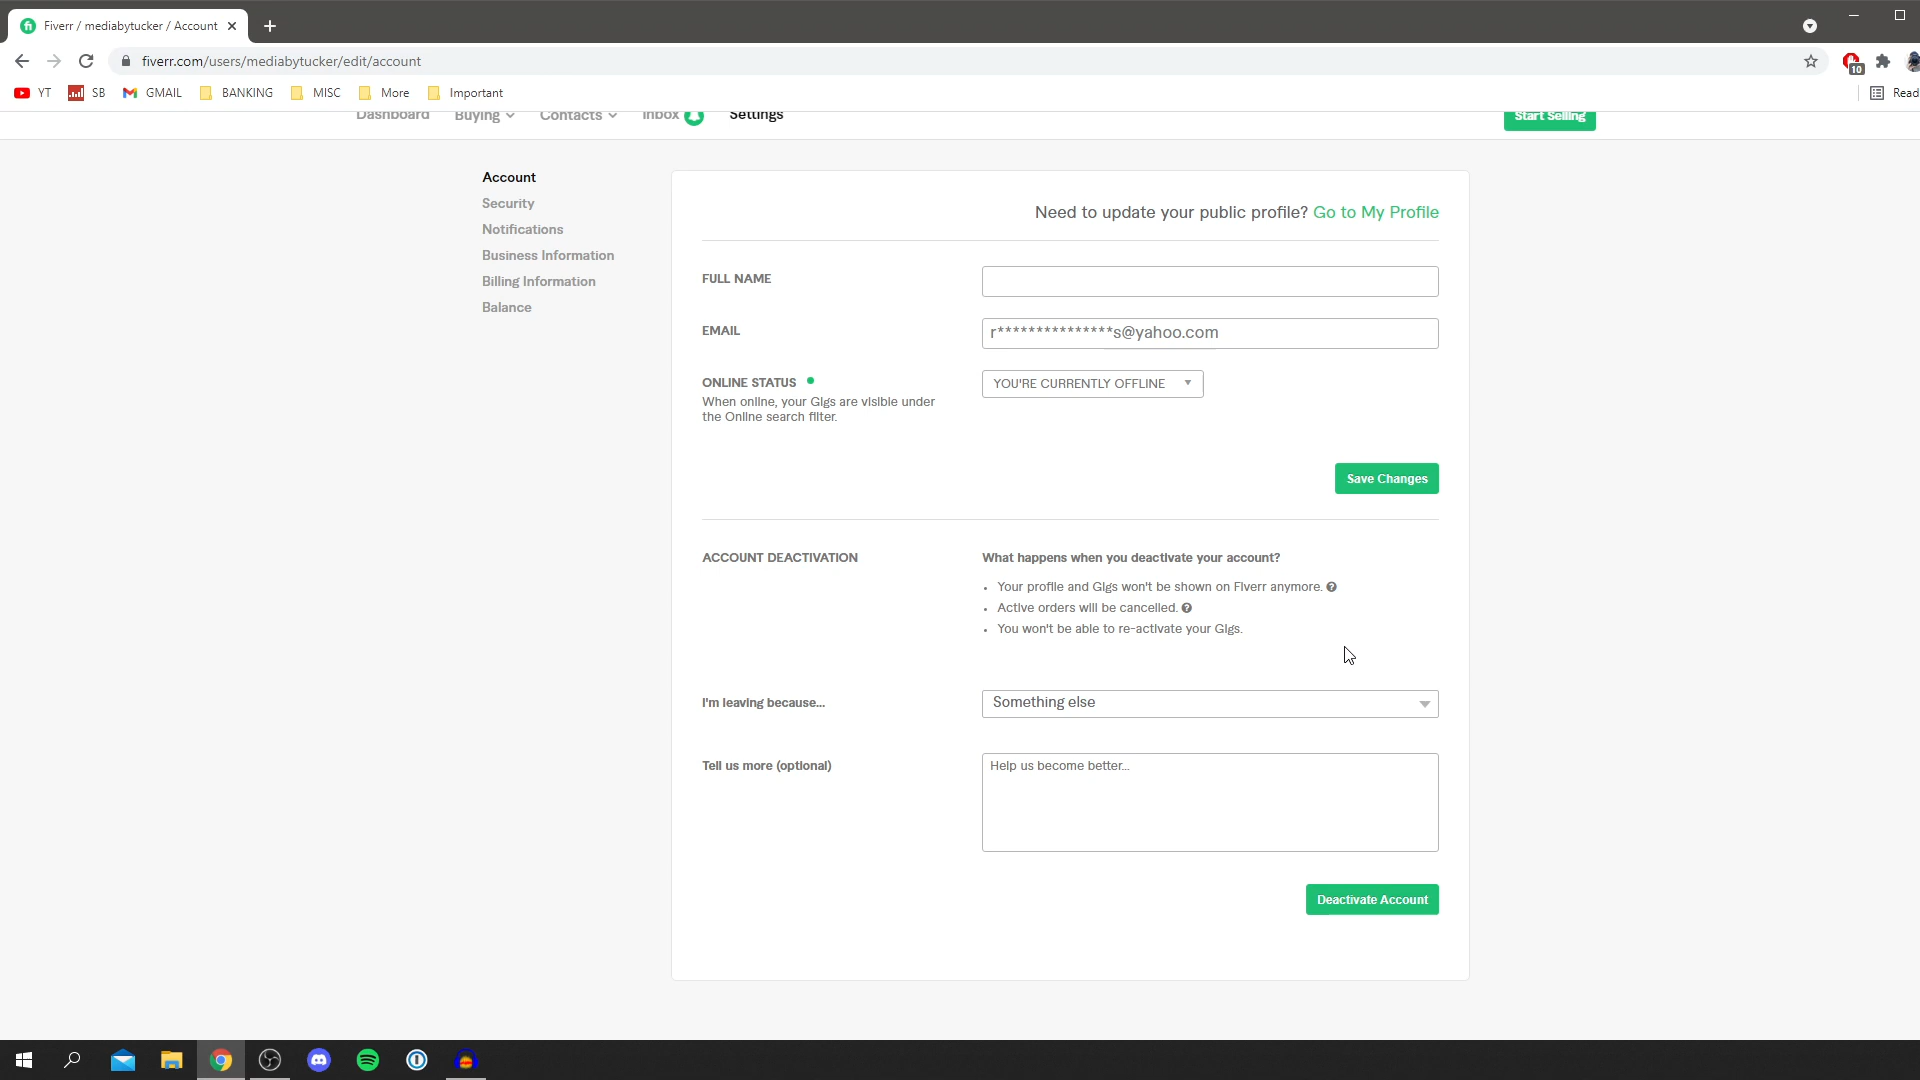 Fiverr / mediabytucker / Account
fiverr.com/users/mediabytucker/edit/account
10
YT SB GMAIL BANKING MISC More Important Read
Dashboard Buying Contacts Inbox Settings Start Selling
Account
Security
Notifications
Business Information
Billing Information
Balance
Need to update your public profile? Go to My Profile
FULL NAME
EMAIL r***************s@yahoo.com
ONLINE STATUS YOU'RE CURRENTLY OFFLINE
When online, your Gigs are visible under
the Online search filter.
Save Changes
ACCOUNT DEACTIVATION What happens when you deactivate your account?
• Your profile and Gigs won't be shown on Fiverr anymore. ?
• Active orders will be cancelled. ?
• You won't be able to re-activate your Gigs.
I'm leaving because... Something else
Tell us more (optional) Help us become better...
Deactivate Account